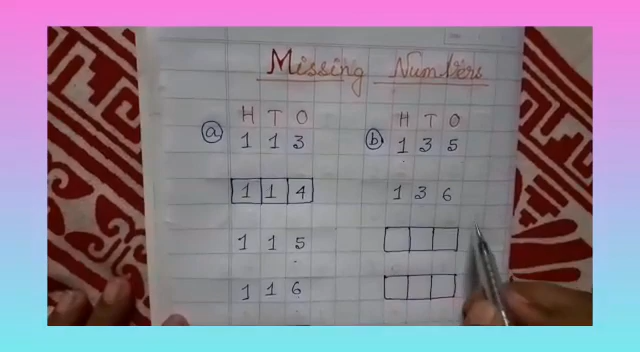 Missing Numbers
H T O H T O
(a) 1 1 3 (b) 1 3 5
1 1 4 1 3 6
1 1 5
1 1 6